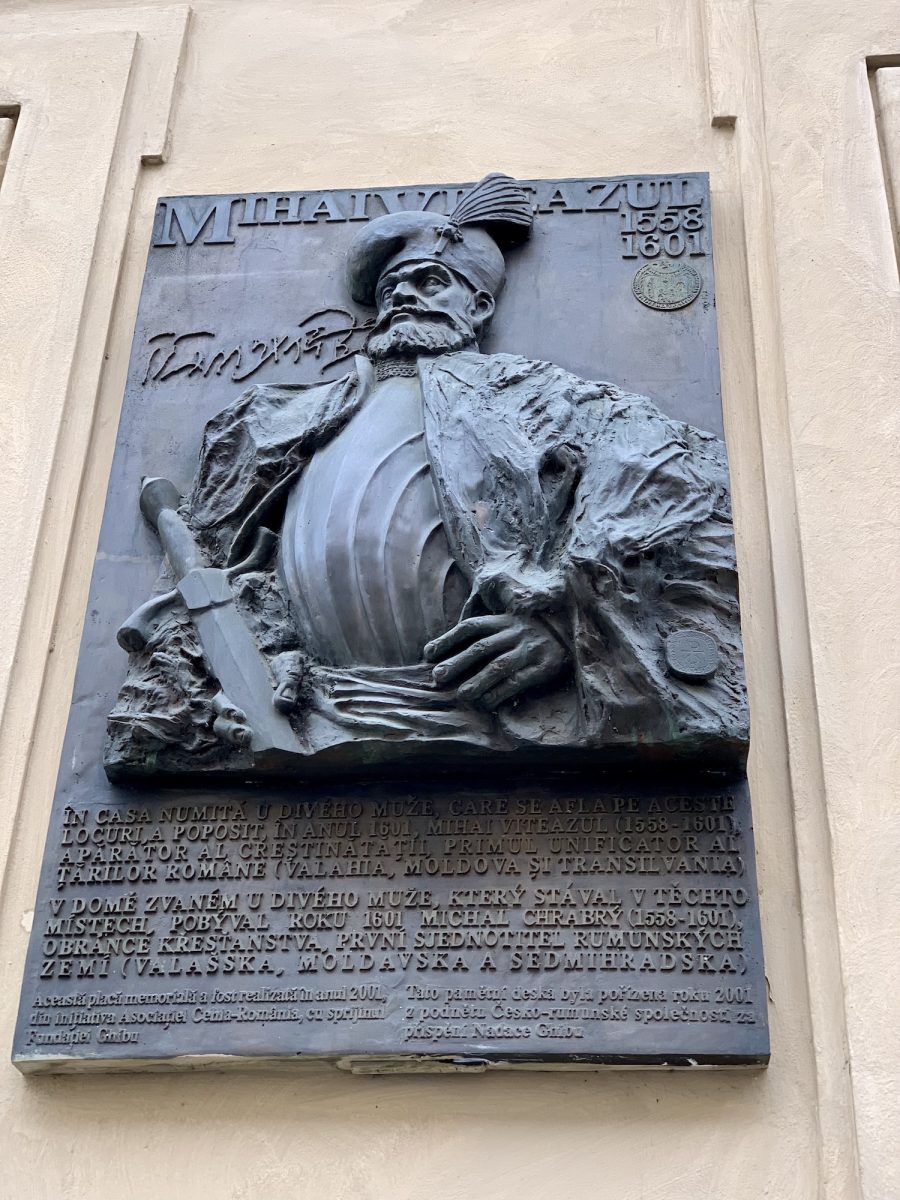 MIHAI VITEAZUL
1558
1601
ÎN CASA NUMITĂ U DIVÉHO MUŽE, CARE SE AFLA PE ACESTE
LOCURI, A POPOSIT, ÎN ANUL 1601, MIHAI VITEAZUL (1558-1601)
APĂRĂTOR AL CREȘTINĂTĂȚII, PRIMUL UNIFICATOR AL
ȚĂRILOR ROMÂNE (VALAHIA, MOLDOVA ȘI TRANSILVANIA)
V DOMĚ ZVANÉM U DIVÉHO MUŽE, KTERÝ STÁVAL V TĚCHTO
MÍSTECH, POBÝVAL ROKU 1601 MICHAL CHRABRÝ (1558-1601),
OBRÁNCE KŘESŤANSTVA, PRVNÍ SJEDNOTITEL RUMUNSKÝCH
ZEMÍ (VALAŠSKA, MOLDAVSKA A SEDMIHRADSKA)
Această placă memorială a fost realizată în anul 2001,
din inițiativa Asociației Cehia-România, cu sprijinul
Fundației Ghibu
Tato pamětní deska byla pořízena roku 2001
z podnětu Česko-rumunské společnosti za
přispění Nadace Ghibu